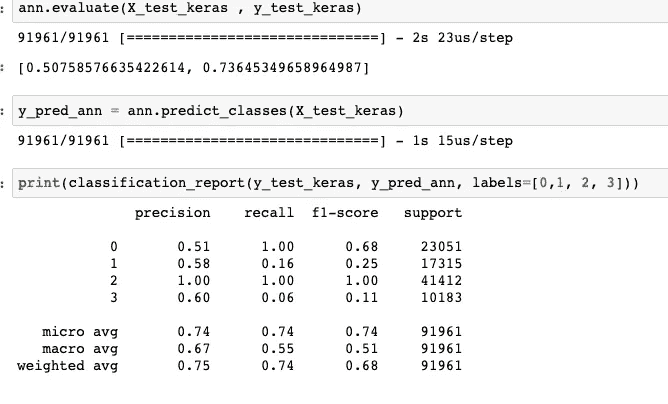 : ann.evaluate(X_test_keras , y_test_keras)
91961/91961 [==============================] - 2s 23us/step
: [0.50758576635422614, 0.73645349658964987]
: y_pred_ann = ann.predict_classes(X_test_keras)
91961/91961 [==============================] - 1s 15us/step
: print(classification_report(y_test_keras, y_pred_ann, labels=[0,1, 2, 3]))
precision recall f1-score support
0 0.51 1.00 0.68 23051
1 0.58 0.16 0.25 17315
2 1.00 1.00 1.00 41412
3 0.60 0.06 0.11 10183
micro avg 0.74 0.74 0.74 91961
macro avg 0.67 0.55 0.51 91961
weighted avg 0.75 0.74 0.68 91961